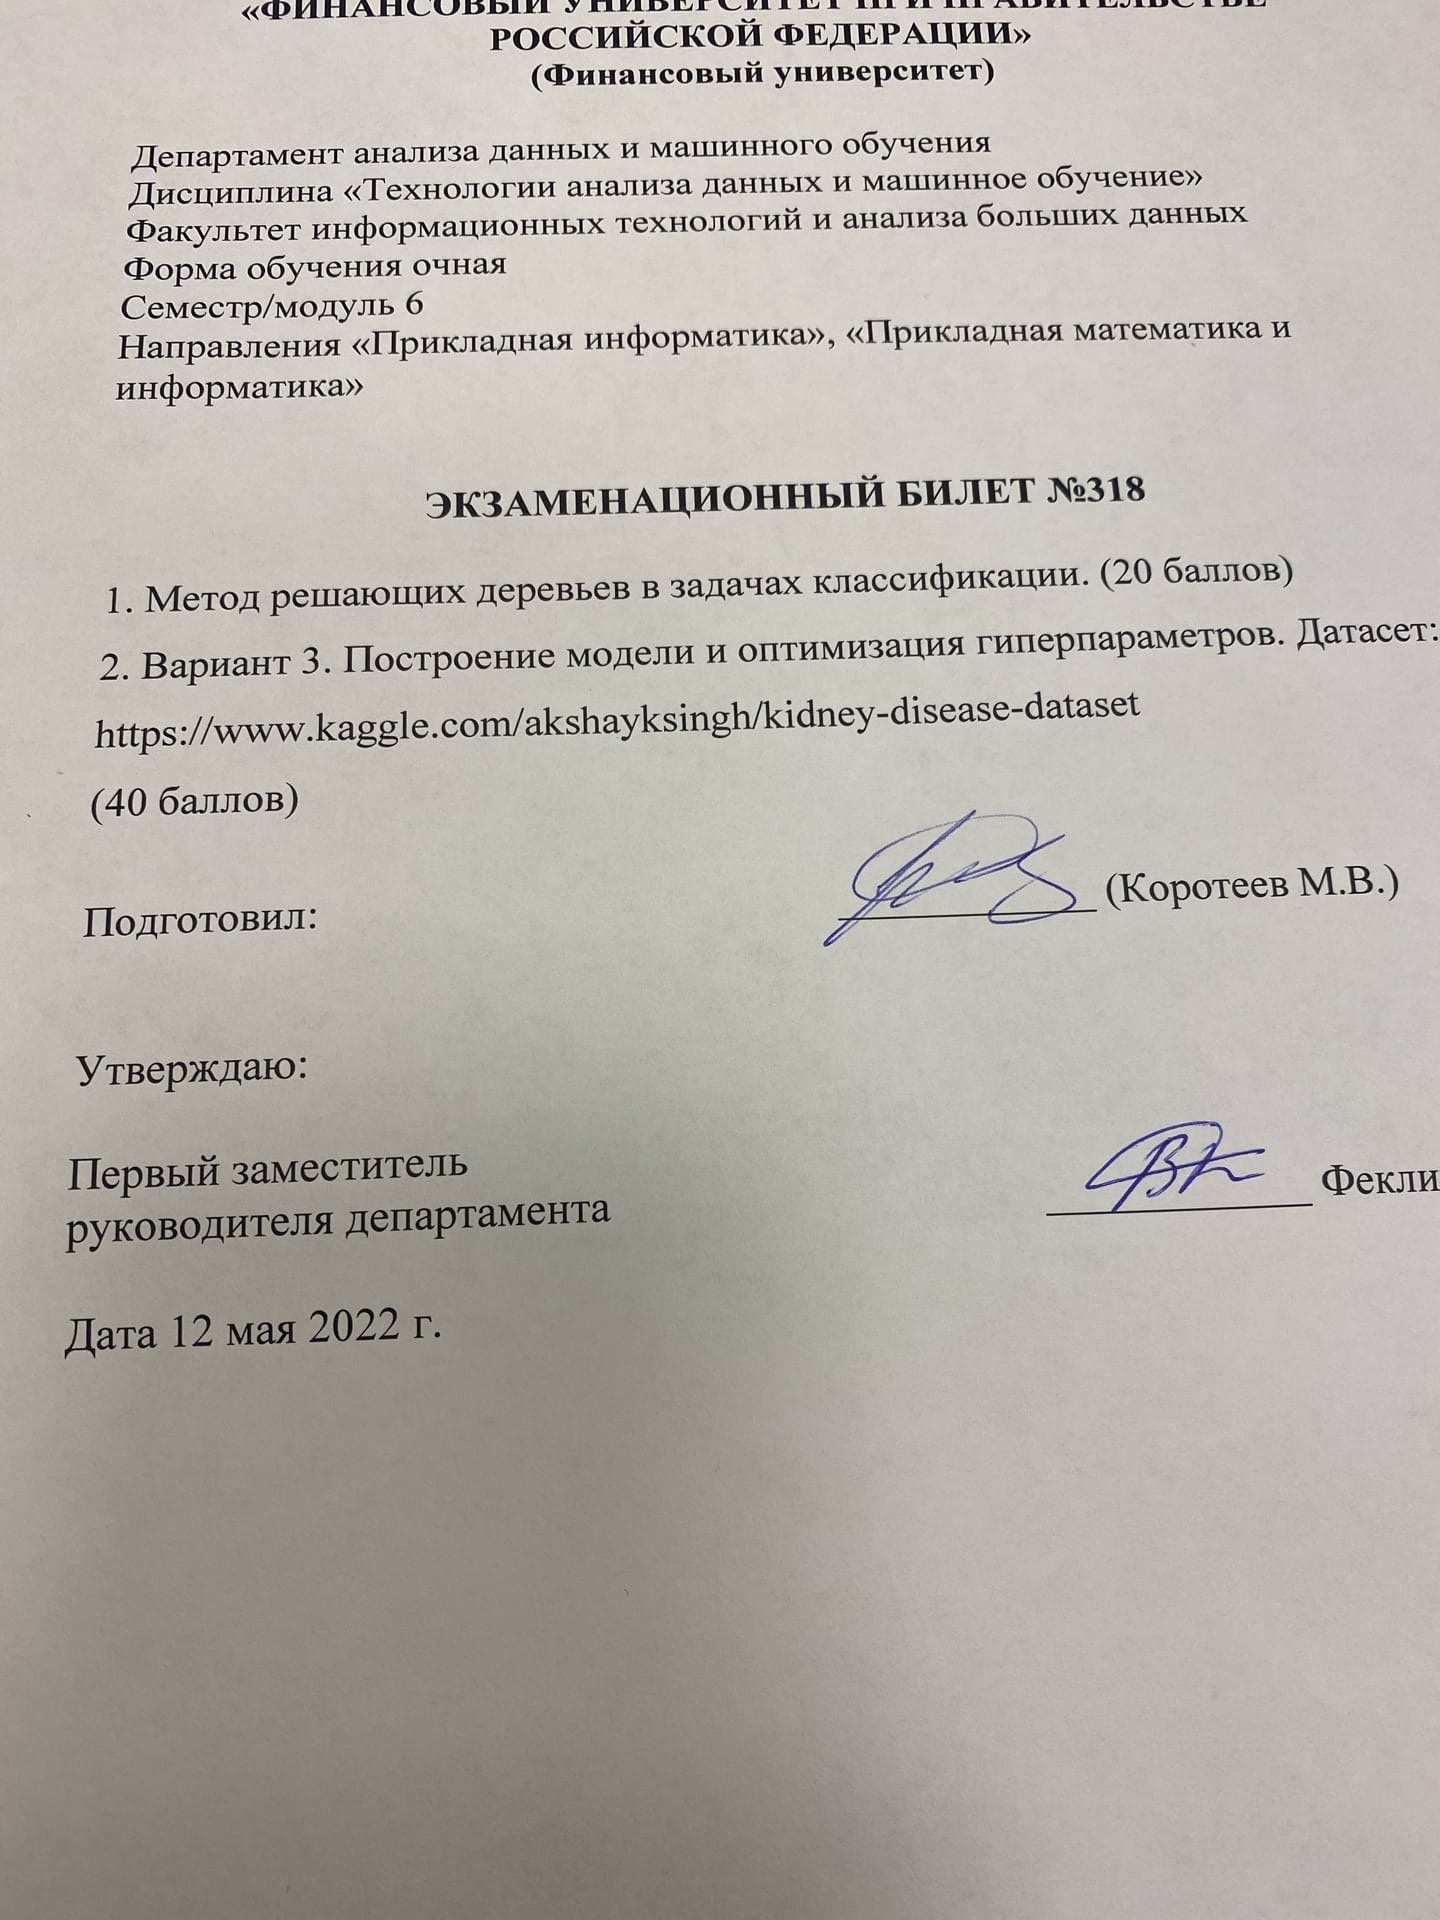 «ФИНАНСОВЫЙ УНИВЕРСИТЕТ ПРИ ПРАВИТЕЛЬСТВЕ
РОССИЙСКОЙ ФЕДЕРАЦИИ»
(Финансовый университет)
Департамент анализа данных и машинного обучения
Дисциплина «Технологии анализа данных и машинное обучение»
Факультет информационных технологий и анализа больших данных
Форма обучения очная
Семестр/модуль 6
Направления «Прикладная информатика», «Прикладная математика и
информатика»
ЭКЗАМЕНАЦИОННЫЙ БИЛЕТ №318
1. Метод решающих деревьев в задачах классификации. (20 баллов)
2. Вариант 3. Построение модели и оптимизация гиперпараметров. Датасет:
https://www.kaggle.com/akshayksingh/kidney-disease-dataset
(40 баллов)
Подготовил: (Коротеев М.В.)
Утверждаю:
Первый заместитель
руководителя департамента Фекли
Дата 12 мая 2022 г.